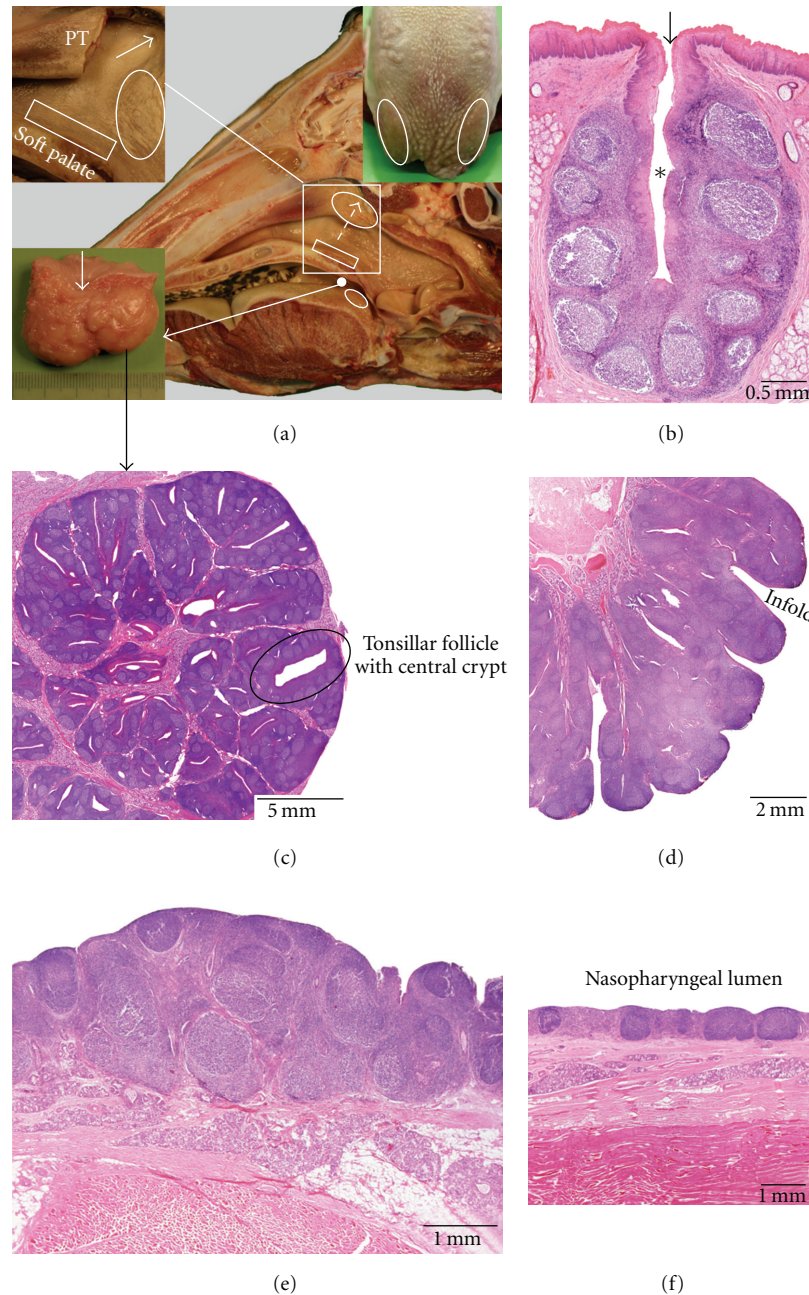 PT
Soft palate
(a)
*
0.5 mm
(b)
Tonsillar follicle
with central crypt
5 mm
(c)
Infold
2 mm
(d)
1 mm
(e)
Nasopharyngeal lumen
1 mm
(f)